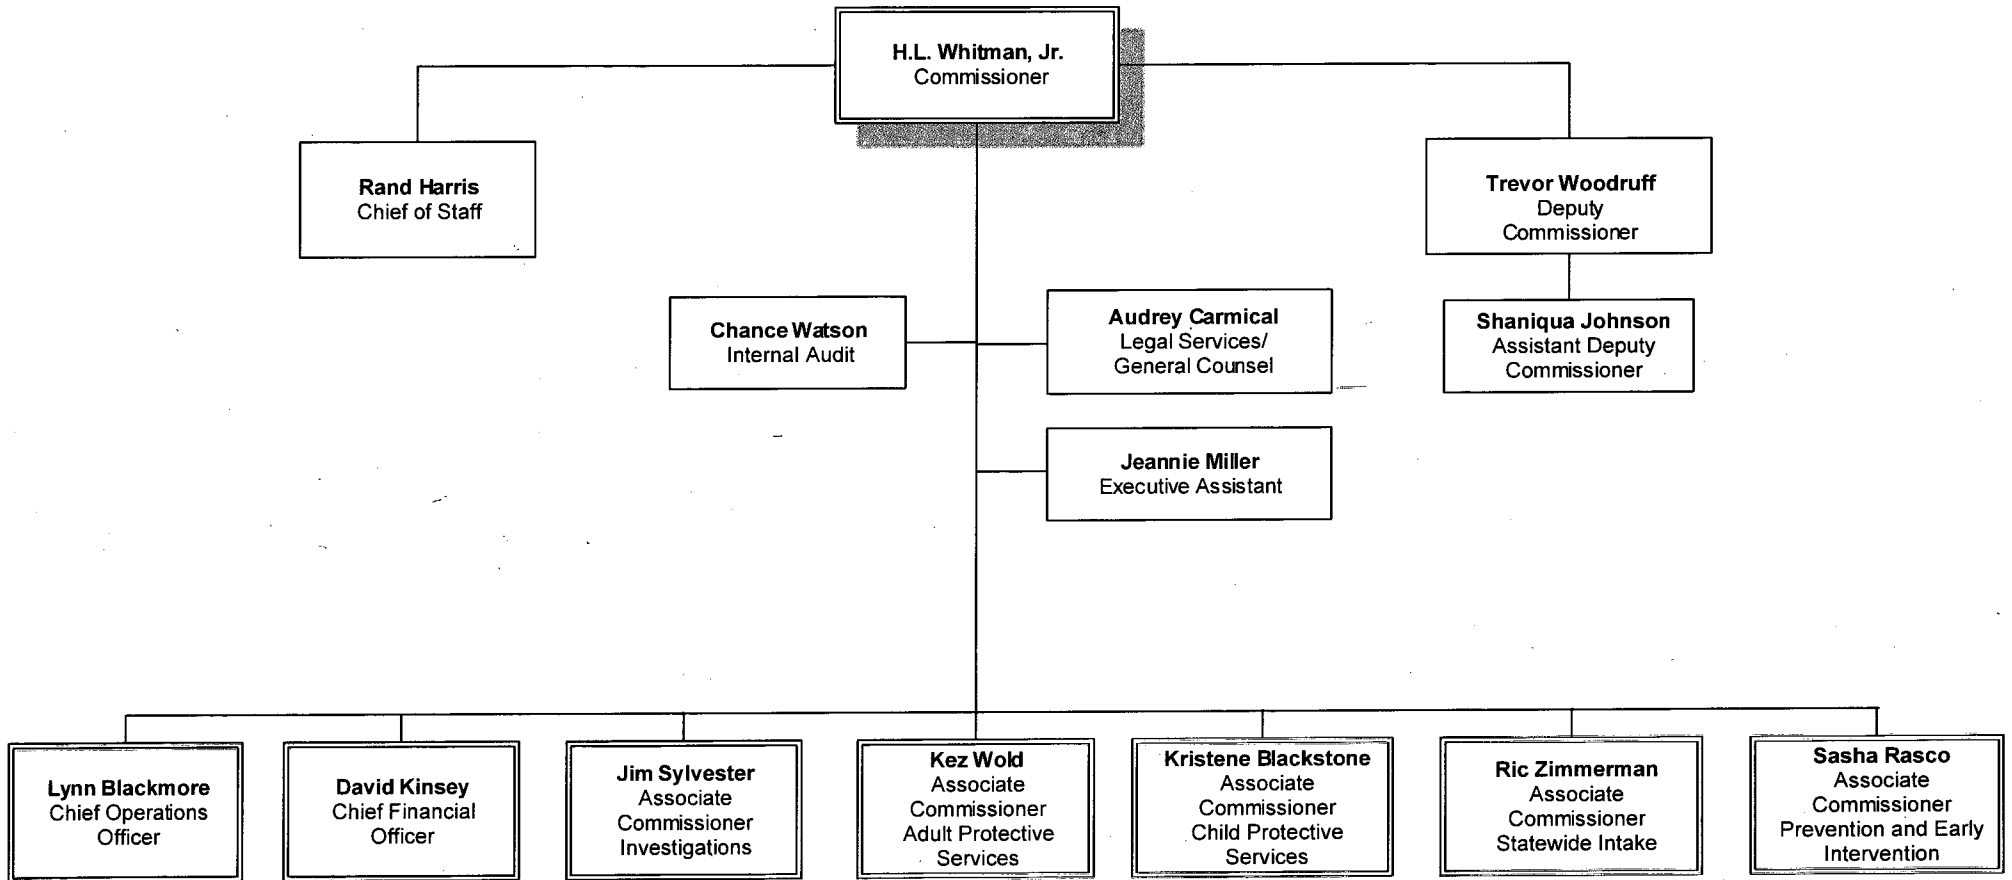 H.L. Whitman, Jr.
Commissioner
Rand Harris
Chief of Staff
Trevor Woodruff
Deputy
Commissioner
Chance Watson
Internal Audit
Audrey Carmical
Legal Services/
General Counsel
Shaniqua Johnson
Assistant Deputy
Commissioner
Jeannie Miller
Executive Assistant
Lynn Blackmore
Chief Operations
Officer
David Kinsey
Chief Financial
Officer
Jim Sylvester
Associate
Commissioner
Investigations
Kez Wold
Associate
Commissioner
Adult Protective
Services
Kristene Blackstone
Associate
Commissioner
Child Protective
Services
Ric Zimmerman
Associate
Commissioner
Statewide Intake
Sasha Rasco
Associate
Commissioner
Prevention and Early
Intervention